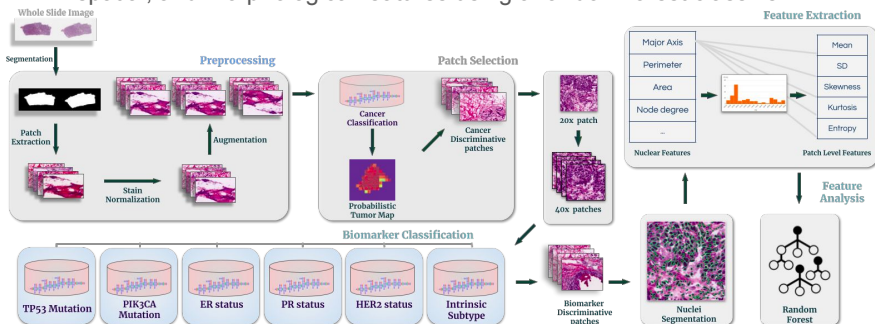 Whole Slide Image
Segmentation
Patch
Extraction
Stain
Normalization
Augmentation
Preprocessing
Patch Selection
Cancer
Classification
Probabilistic
Tumor Map
Cancer
Discriminative
patches
20x patch
40x patches
Feature Extraction
Major Axis
Perimeter
Area
Node degree
...
Nuclear Features
Mean
SD
Skewness
Kurtosis
Entropy
Patch Level Features
Feature
Analysis
Biomarker Classification
TP53 Mutation
PIK3CA
Mutation
ER status
PR status
HER2 status
Intrinsic
Subtype
Biomarker
Discriminative
patches
Nuclei
Segmentation
Random
Forest